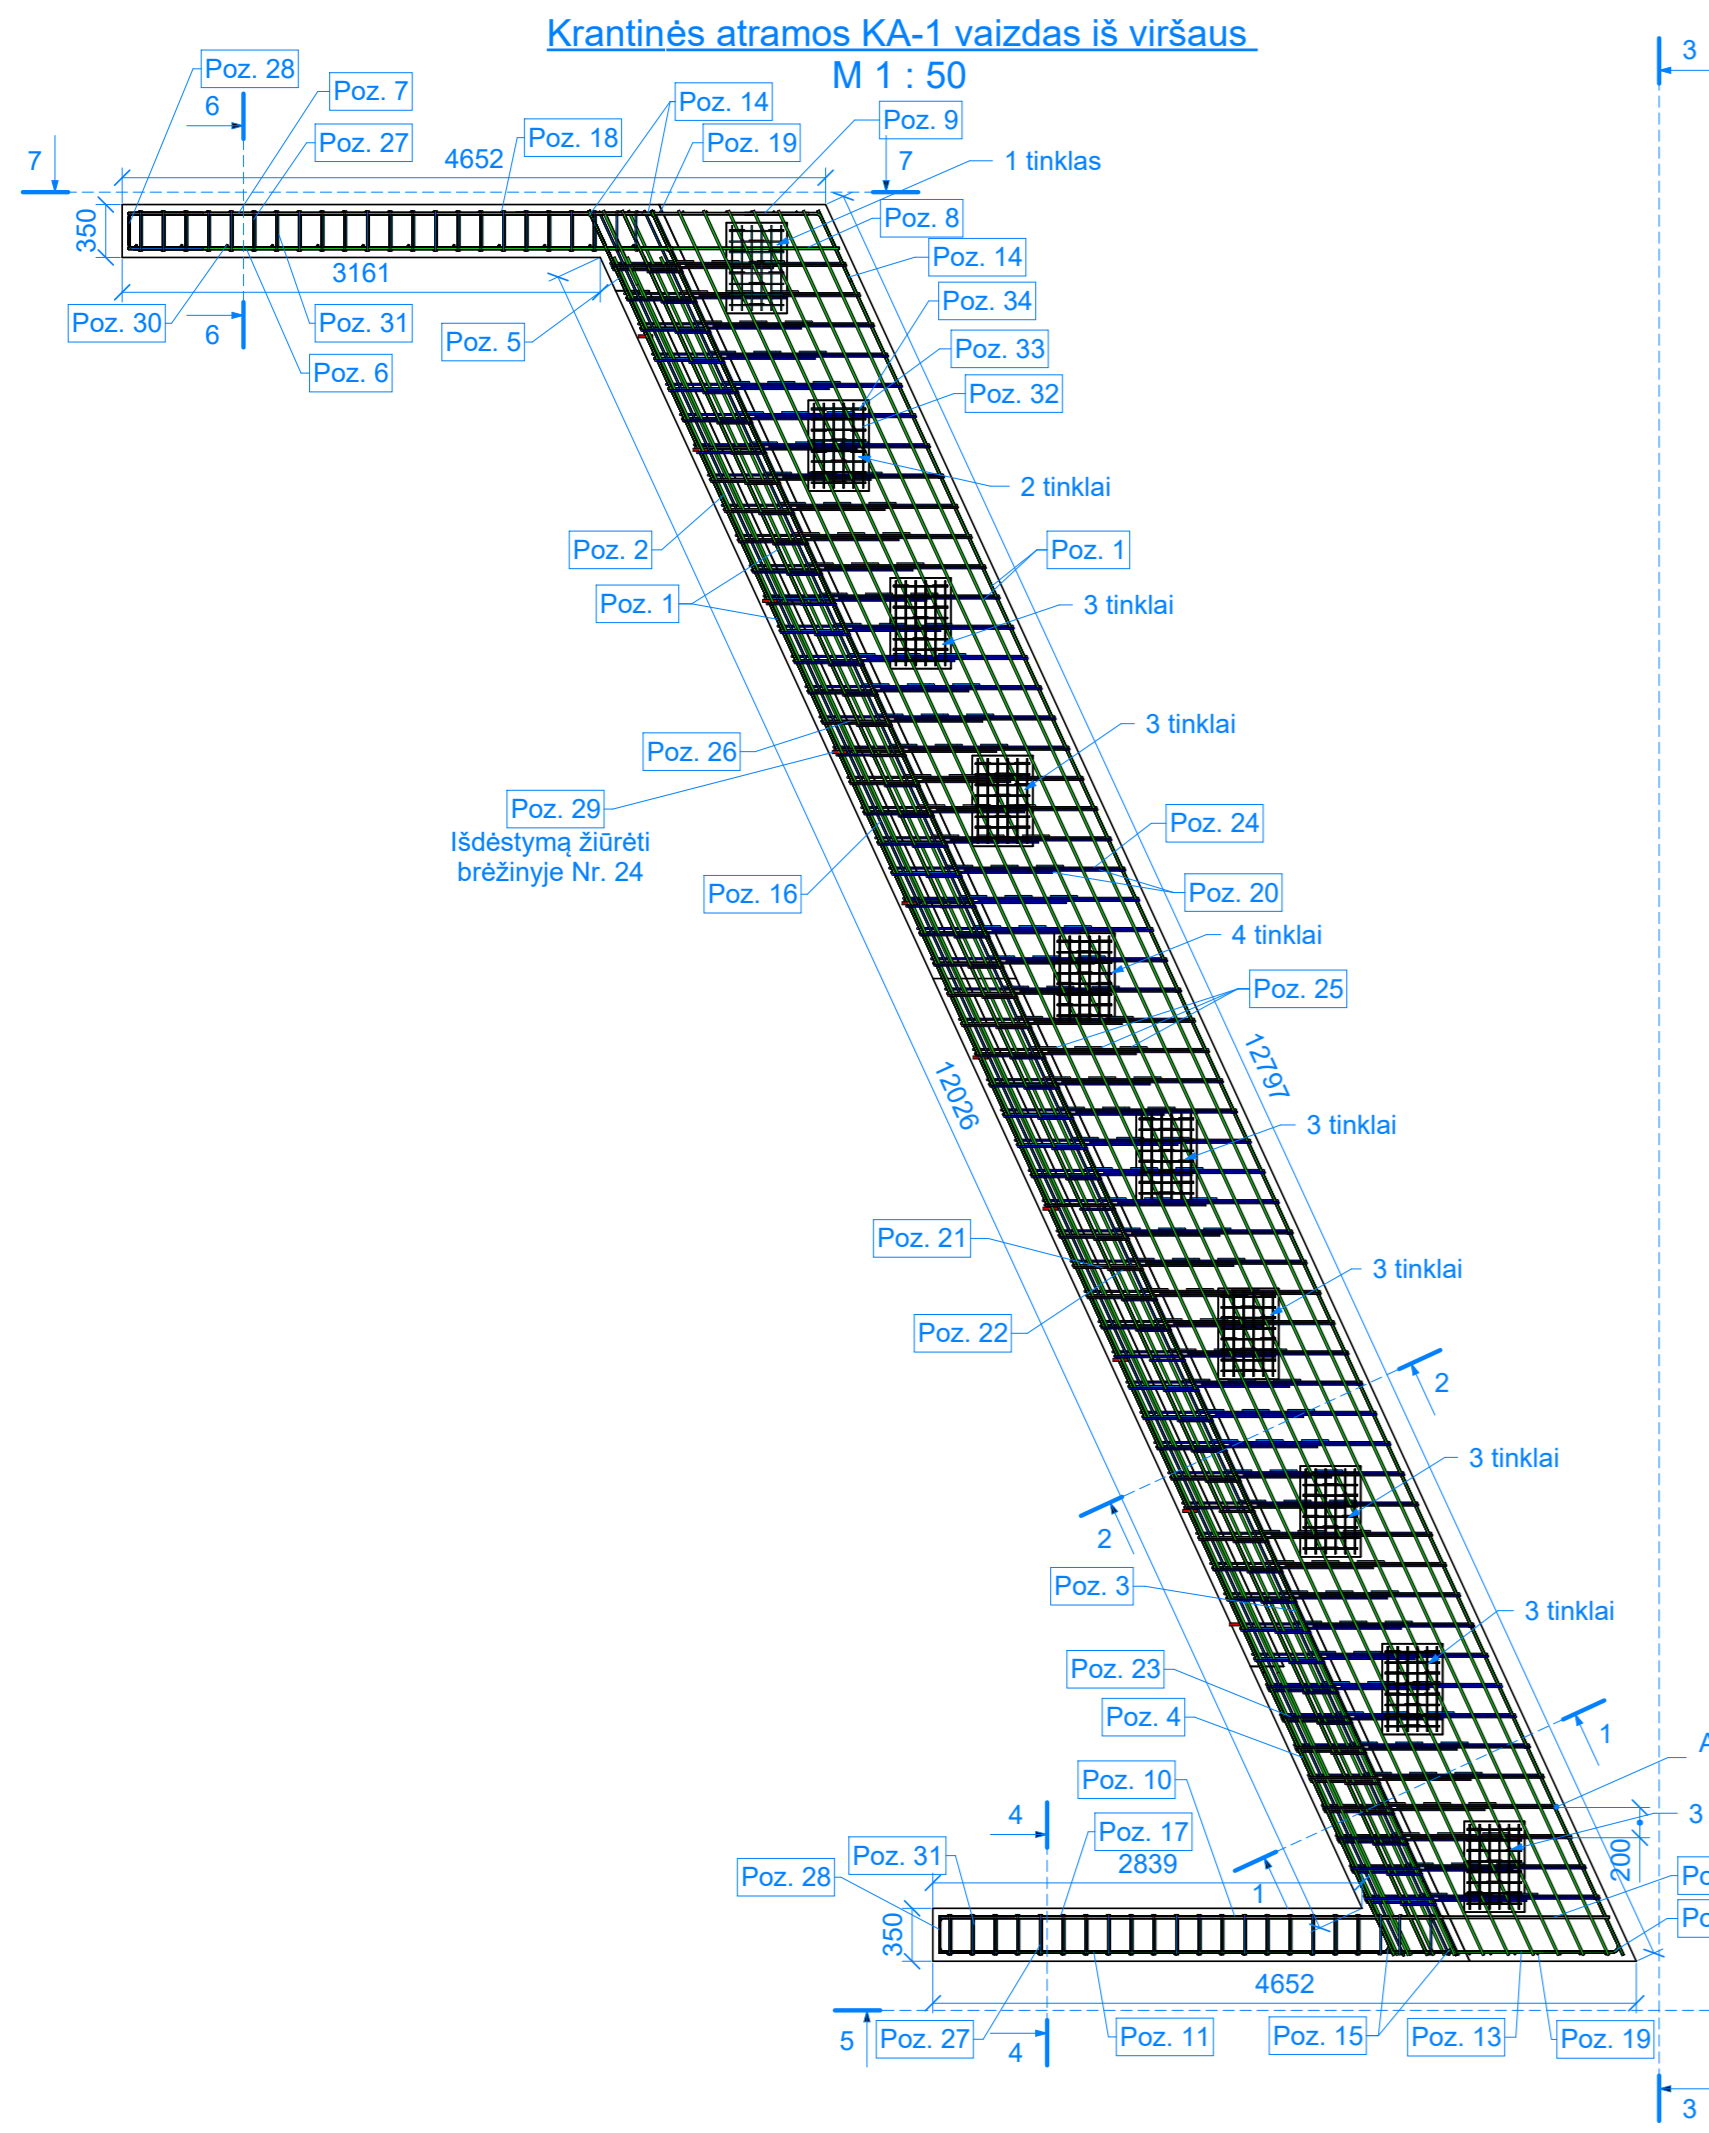 Krantinės atramos KA-1 vaizdas iš viršaus
M 1 : 50
3
Poz. 28
6
Poz. 7
Poz. 14
Poz. 9
Poz. 27
Poz. 18
Poz. 19
7
4652
7
1 tinklas
350
Poz. 8
Poz. 14
3161
Poz. 34
Poz. 30
6
Poz. 31
Poz. 5
Poz. 33
Poz. 6
Poz. 32
2 tinklai
Poz. 2
Poz. 1
Poz. 1
3 tinklai
3 tinklai
Poz. 26
Poz. 29
Išdėstymą žiūrėti
brėžinyje Nr. 24
Poz. 24
Poz. 16
Poz. 20
4 tinklai
Poz. 25
12026
12797
3 tinklai
Poz. 21
3 tinklai
Poz. 22
2
3 tinklai
2
Poz. 3
3 tinklai
Poz. 23
Poz. 4
1
A
Poz. 10
4
Poz. 17
3
Poz. 31
2839
200
Poz. 28
1
Po
350
Po
4652
5
Poz. 27
4
Poz. 11
Poz. 15
Poz. 13
Poz. 19
3